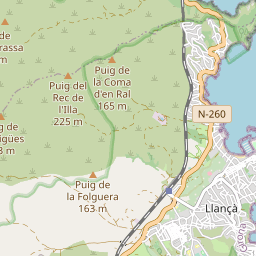 Puig de
la Coma
d'en Ral
165 m
Puig del
Rec de
l'Illa
225 m
N-260
Puig de
la Folguera
163 m
Llançà